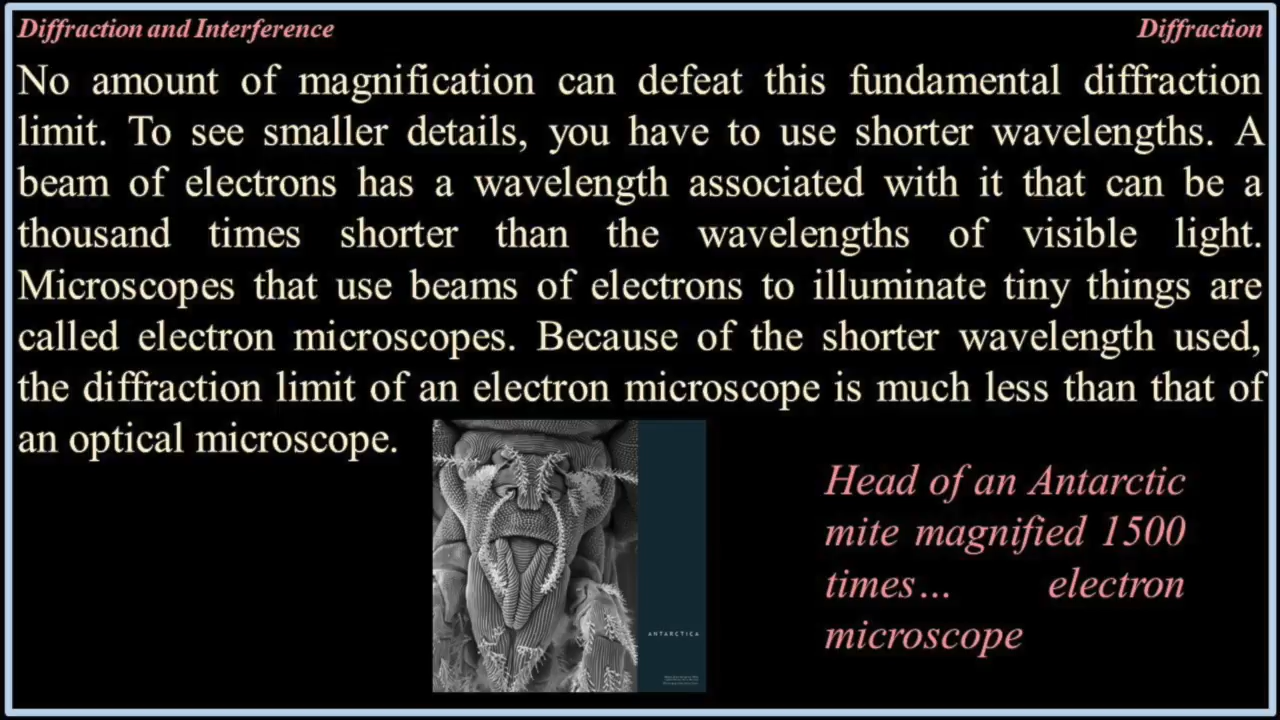 Diffraction and Interference
Diffraction
No amount of magnification can defeat this fundamental diffraction
limit. To see smaller details, you have to use shorter wavelengths. A
beam of electrons has a wavelength associated with it that can be a
thousand times shorter than the wavelengths of visible light.
Microscopes that use beams of electrons to illuminate tiny things are
called electron microscopes. Because of the shorter wavelength used,
the diffraction limit of an electron microscope is much less than that of
an optical microscope.
Head of an Antarctic
mite magnified 1500
times... electron
microscope
ANTARCTICA